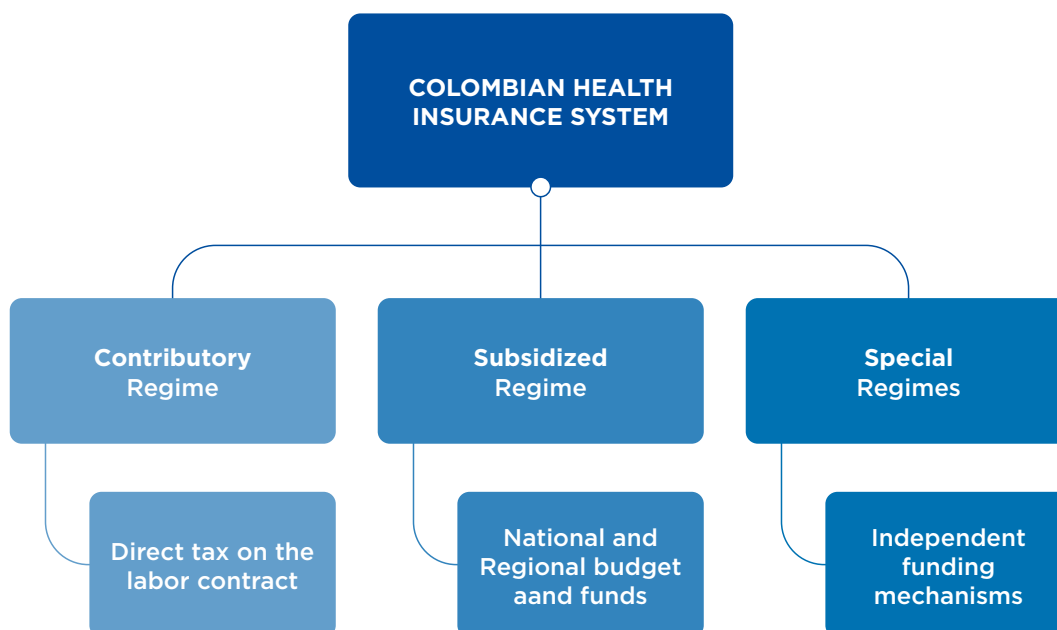 COLOMBIAN HEALTH
INSURANCE SYSTEM
Contributory
Regime
Direct tax on the
labor contract
Subsidized
Regime
National and
Regional budget
aand funds
Special
Regimes
Independent
funding
mechanisms